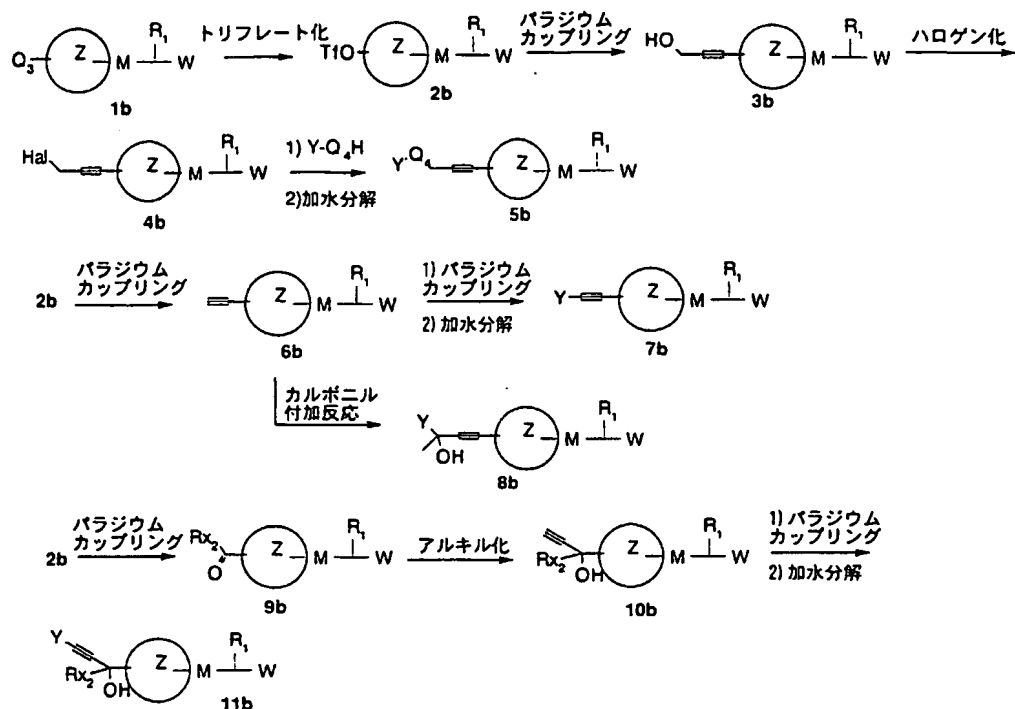 トリフレート化
パラジウム
カップリング
ハロゲン化
Q₃ Z M R₁ W
1b
T1O Z M R₁ W
2b
HO Z M R₁ W
3b
Hal Z M R₁ W
4b
1) Y-Q₄H
2)加水分解
Y-Q₄ Z M R₁ W
5b
2b
パラジウム
カップリング
Z M R₁ W
6b
1) パラジウム
カップリング
2) 加水分解
Y Z M R₁ W
7b
カルボニル
付加反応
Y OH Z M R₁ W
8b
2b
パラジウム
カップリング
Rx₂ O Z M R₁ W
9b
アルキル化
Rx₂ OH Z M R₁ W
10b
1) パラジウム
カップリング
2) 加水分解
Y Rx₂ OH Z M R₁ W
11b